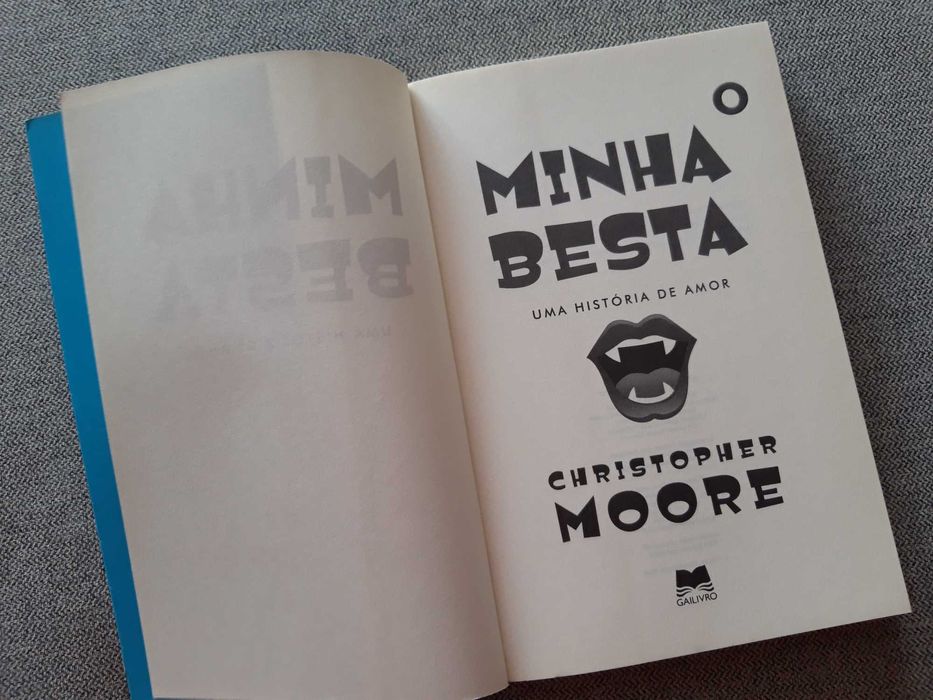 MINHA
BESTA
UMA HISTÓRIA DE AMOR
CHRISTOPHER
MOORE
GAILIVRO